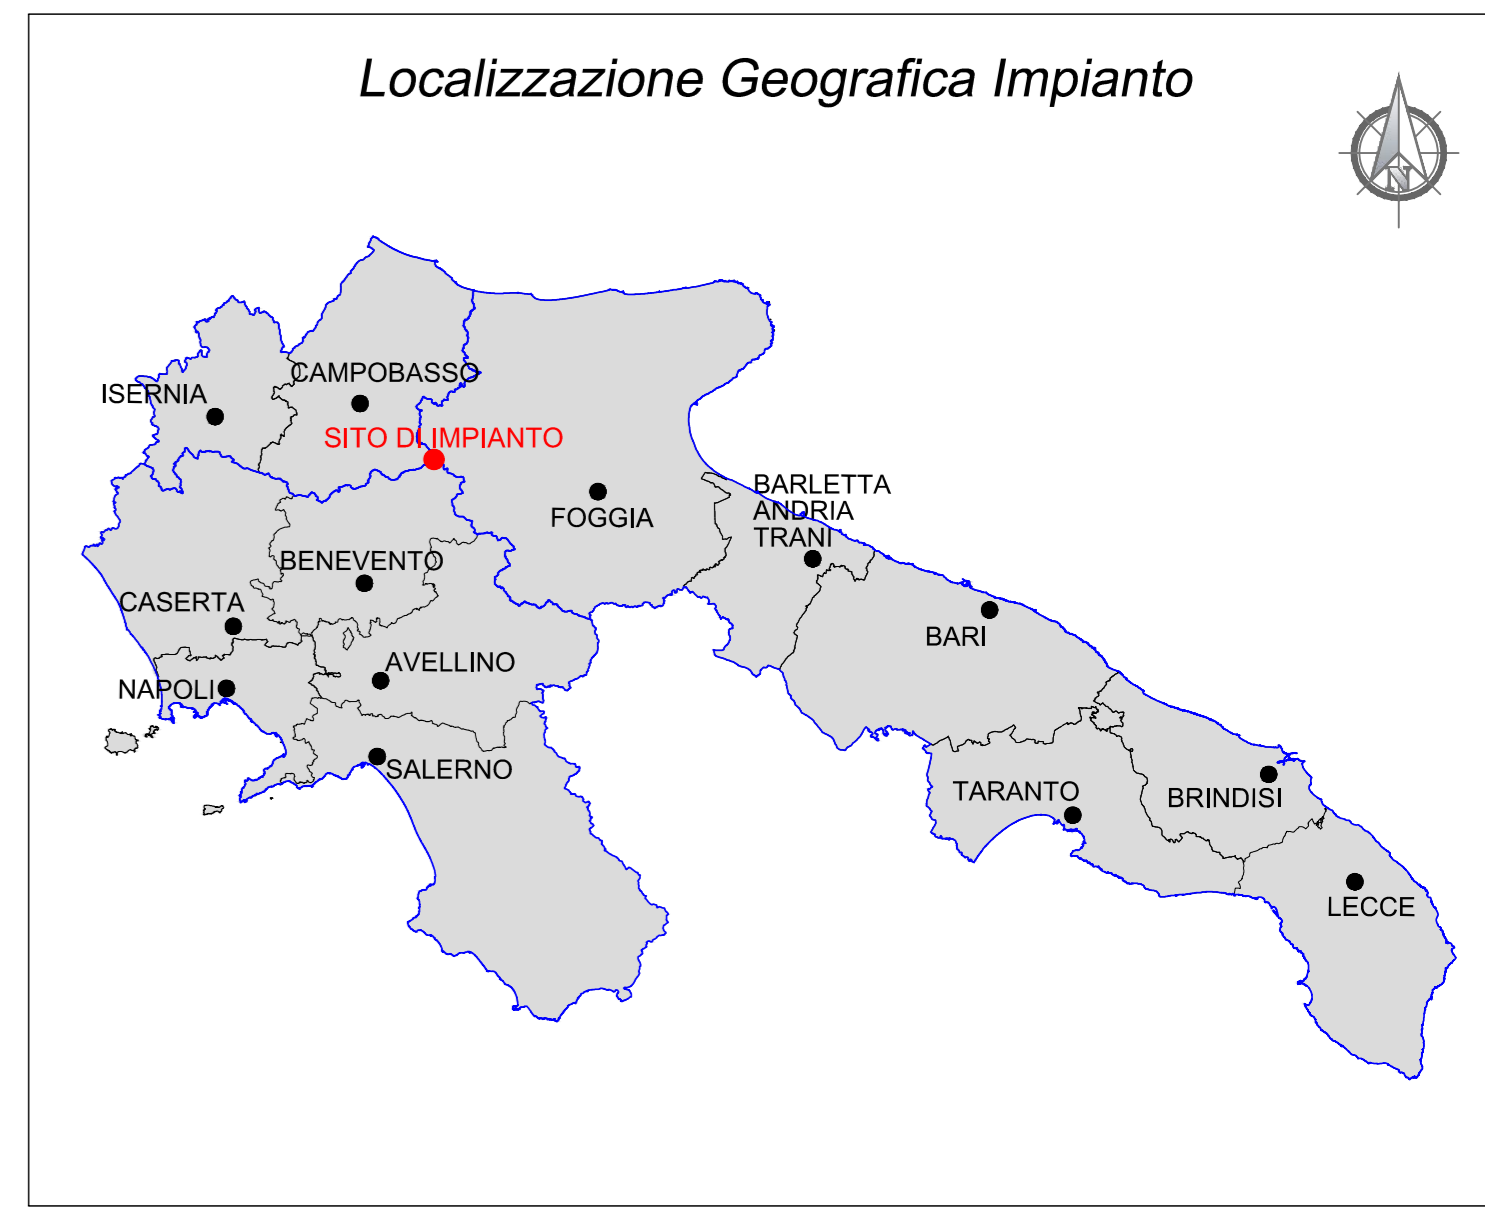 Localizzazione Geografica Impianto
N
CAMPOBASSO
ISERNIA
SITO DI IMPIANTO
BARLETTA
ANDRIA
TRANI
FOGGIA
BENEVENTO
CASERTA
BARI
AVELLINO
NAPOLI
SALERNO
TARANTO
BRINDISI
LECCE